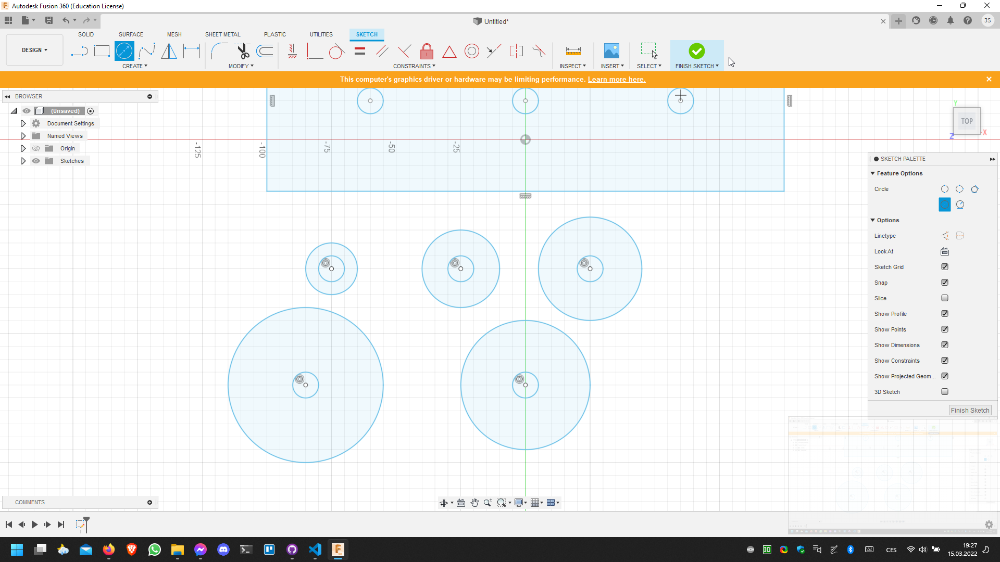 Autodesk Fusion 360 (Education License)
Untitled*
JS
SOLID SURFACE MESH SHEET METAL PLASTIC UTILITIES SKETCH
DESIGN
CREATE MODIFY CONSTRAINTS INSPECT INSERT SELECT FINISH SKETCH
This computer's graphics driver or hardware may be limiting performance. Learn more here.
BROWSER
(Unsaved)
Document Settings
Named Views
Origin
Sketches
-125
-100
-75
-50
-25
Y
TOP
X
Z
SKETCH PALETTE
Feature Options
Circle
Options
Linetype
Look At
Sketch Grid
Snap
Slice
Show Profile
Show Points
Show Dimensions
Show Constraints
Show Projected Geom...
3D Sketch
Finish Sketch
COMMENTS
CES
19:27
15.03.2022